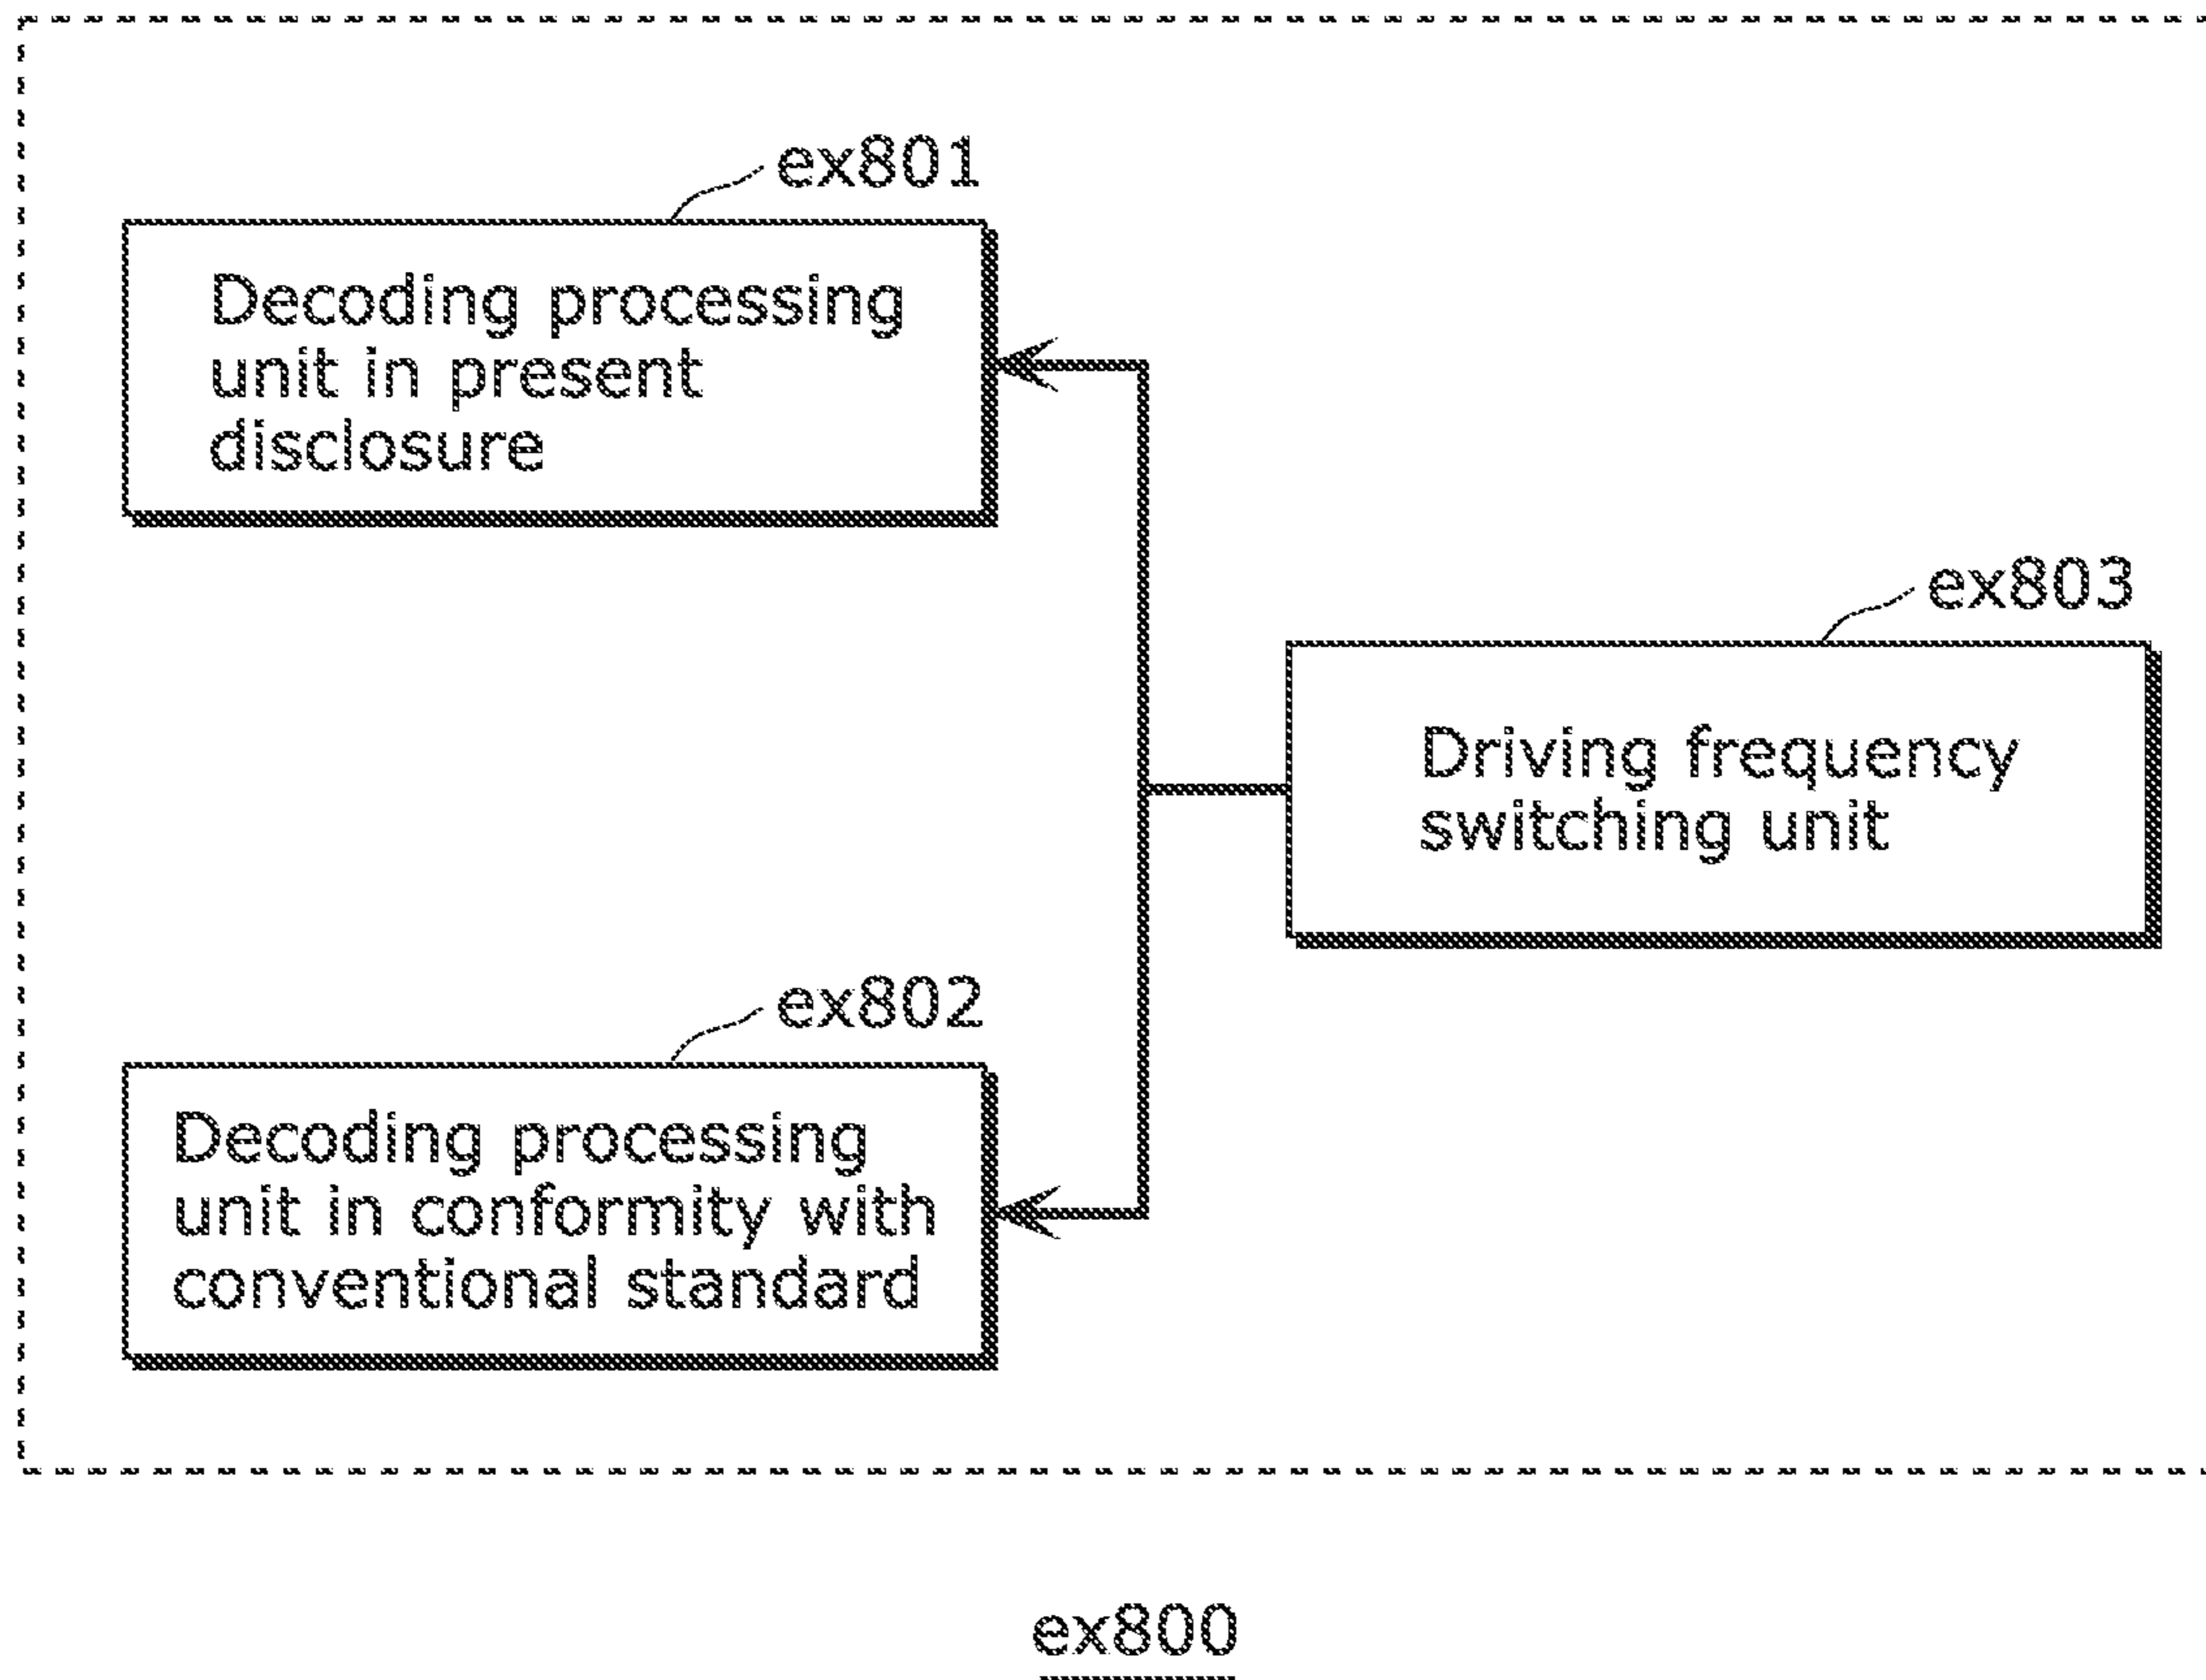 ex801
Decoding processing
unit in present
disclosure
ex803
Driving frequency
switching unit
ex802
Decoding processing
unit in conformity with
conventional standard
ex800